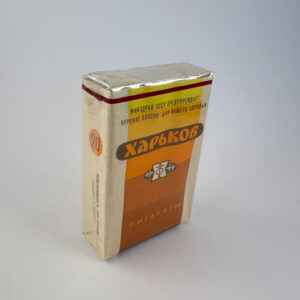 МИНЗДРАВ СССР ПРЕДУПРЕЖДАЕТ:
КУРЕНИЕ ОПАСНО ДЛЯ ВАШЕГО ЗДОРОВЬЯ
ХАРЬКОВ
СИГАРЕТЫ
20